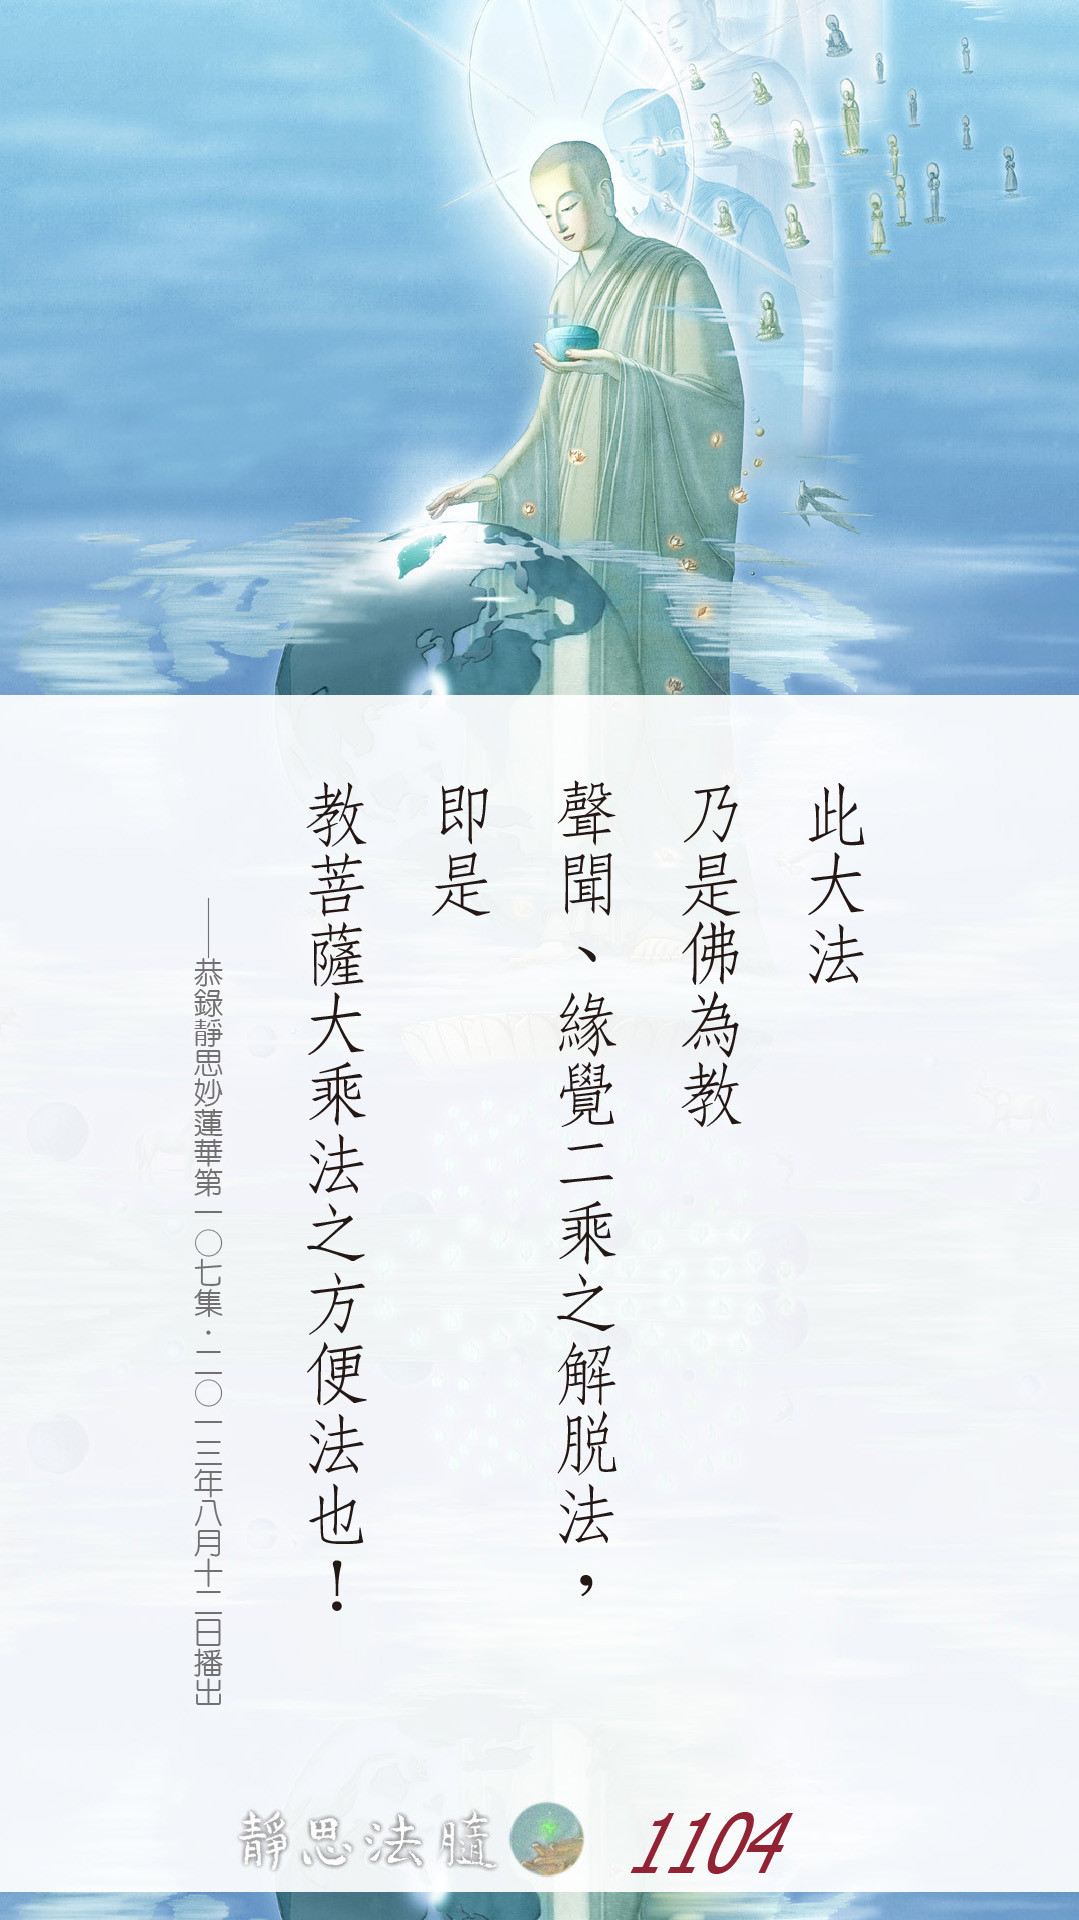 此大法
乃是佛為教
聲聞、緣覺二乘之解脱法，
即是
教菩薩大乘法之方便法也！
──恭錄靜思妙蓮華第一〇七集．二〇一三年八月十二日播出
靜思法髓
1104